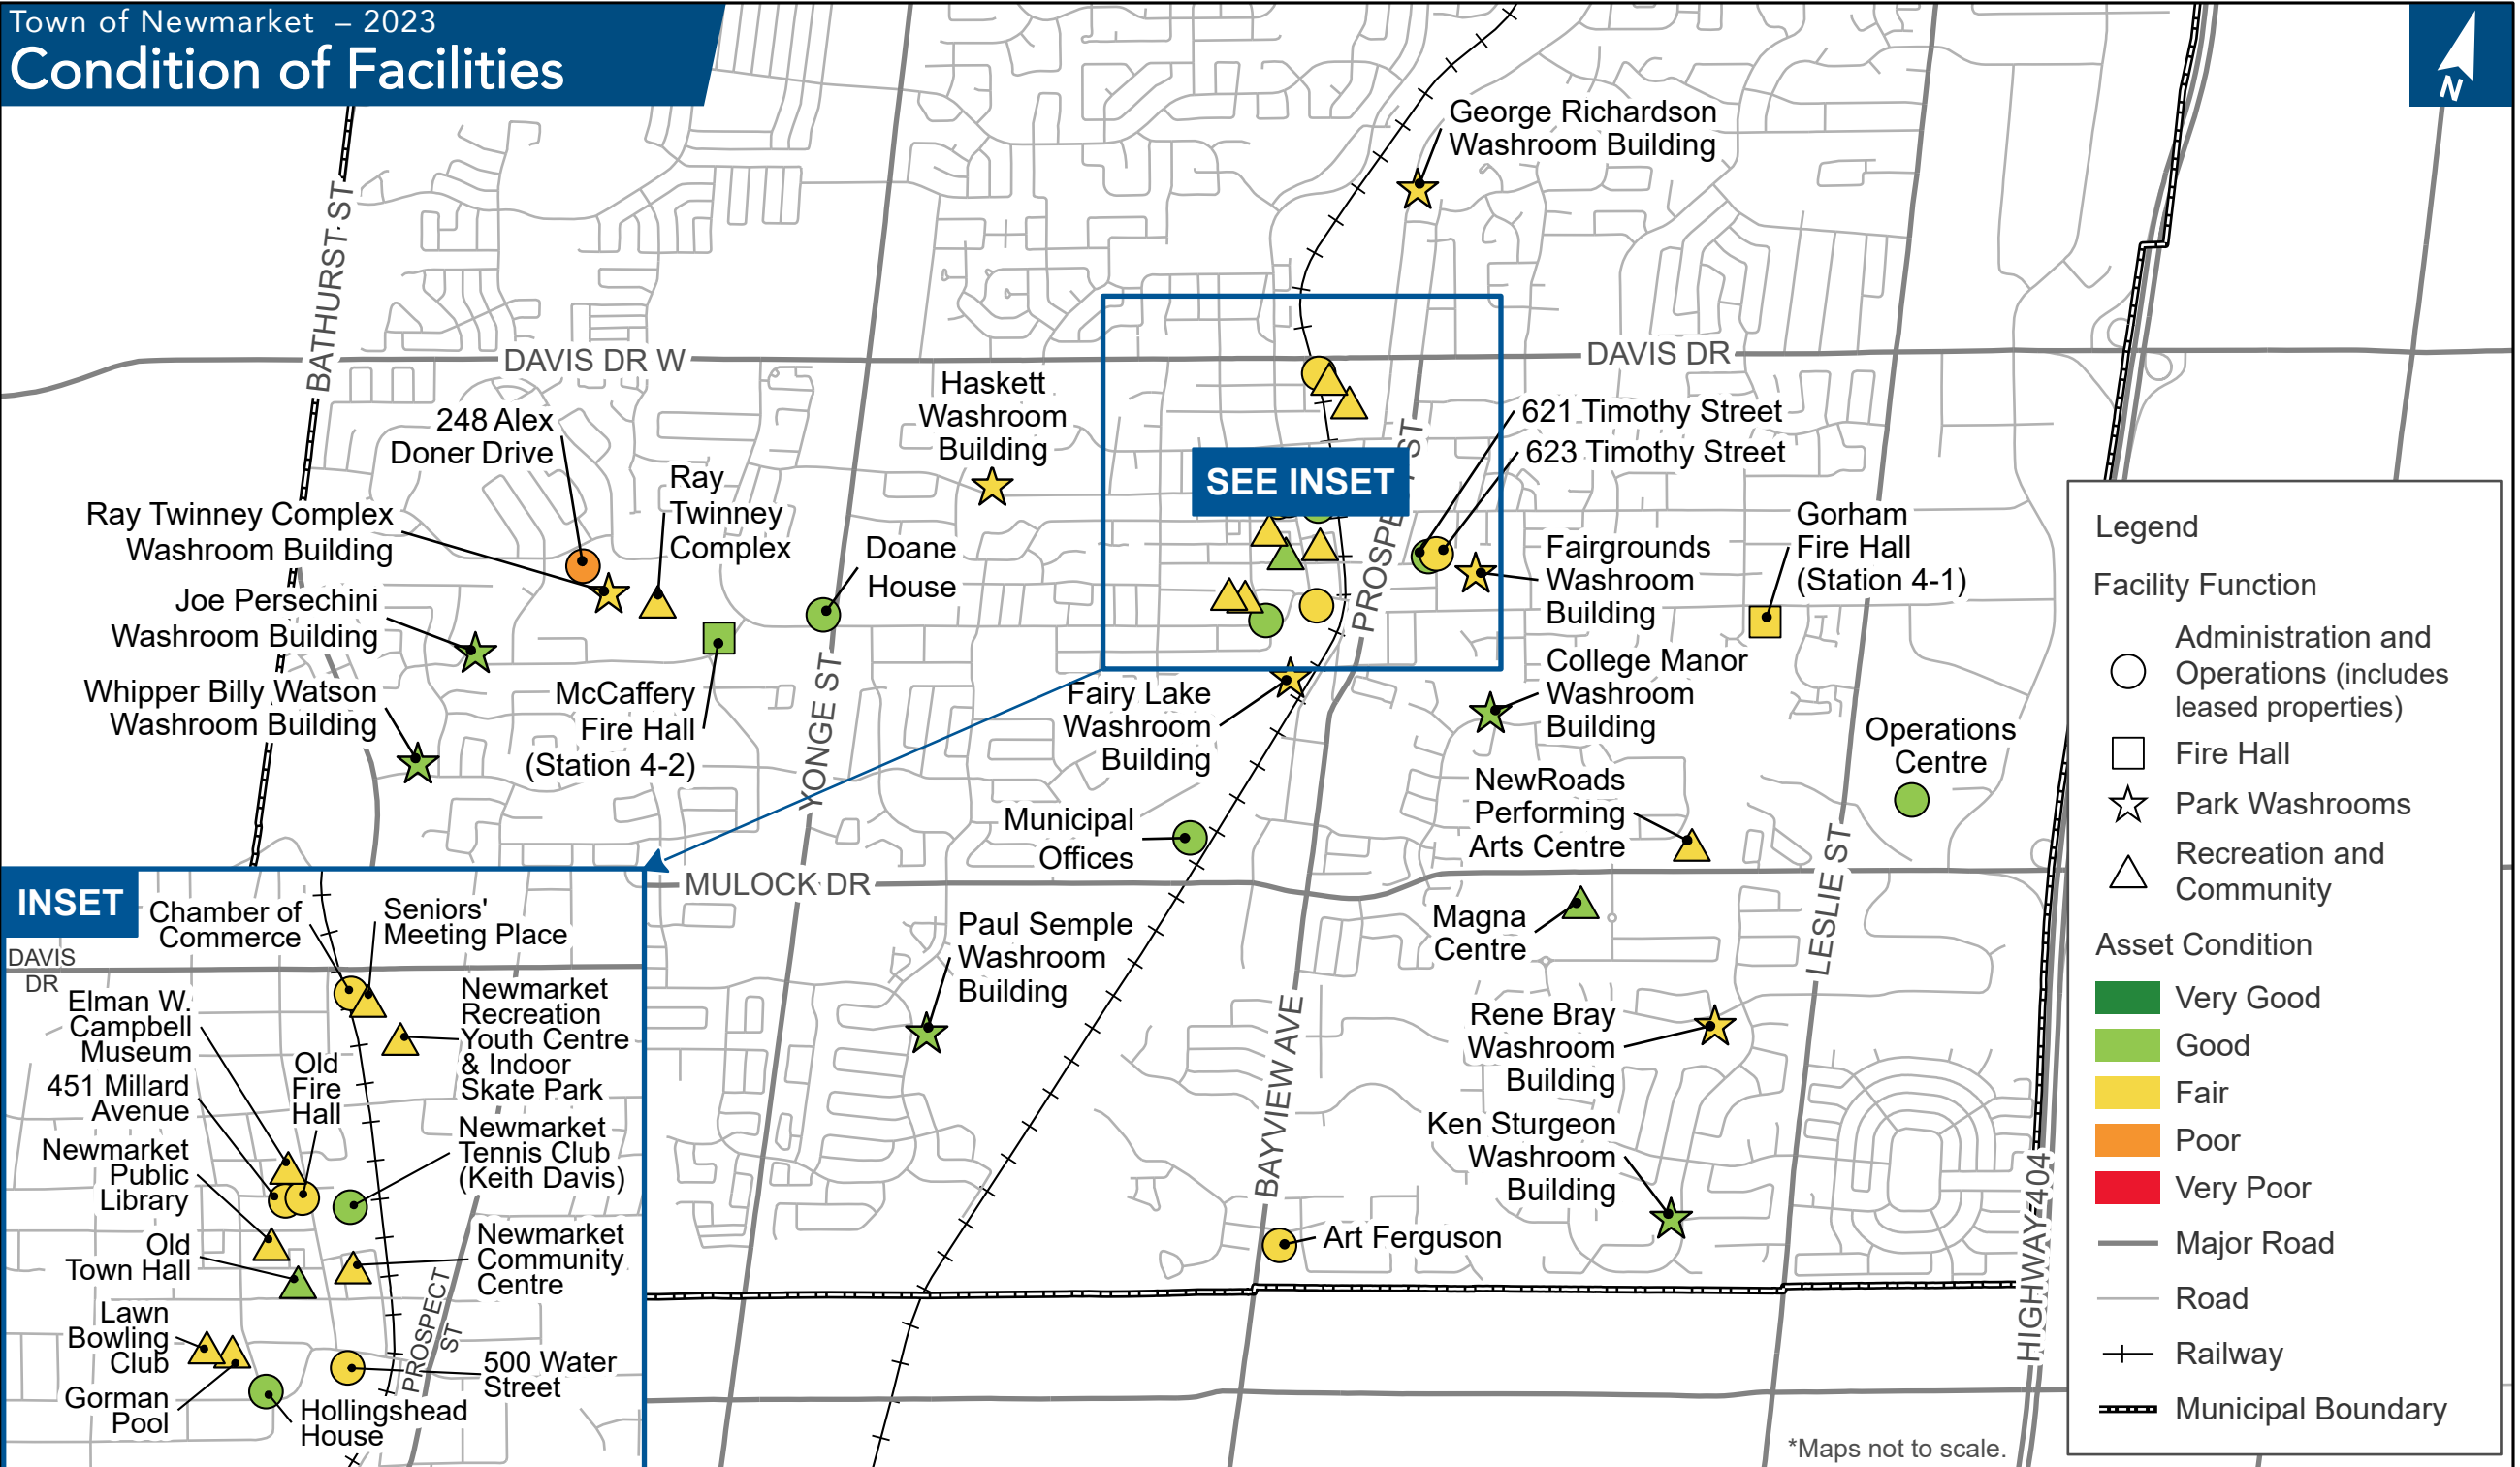 Town of Newmarket – 2023
Condition of Facilities
N
George Richardson
Washroom Building
BATHURST ST
DAVIS DR W
DAVIS DR
Haskett
Washroom
Building
248 Alex
Doner Drive
Ray
Twinney
Complex
Ray Twinney Complex
Washroom Building
Joe Persechini
Washroom Building
Whipper Billy Watson
Washroom Building
McCaffery
Fire Hall
(Station 4-2)
Doane
House
YONGE ST
SEE INSET
PROSPECT ST
621 Timothy Street
623 Timothy Street
Fairgrounds
Washroom
Building
Gorham
Fire Hall
(Station 4-1)
College Manor
Washroom
Building
Fairy Lake
Washroom
Building
Operations
Centre
NewRoads
Performing
Arts Centre
Municipal
Offices
MULOCK DR
LESLIE ST
Magna
Centre
Paul Semple
Washroom
Building
Rene Bray
Washroom
Building
BAYVIEW AVE
Ken Sturgeon
Washroom
Building
Art Ferguson
HIGHWAY 404
*Maps not to scale.
INSET
Chamber of
Commerce
Seniors'
Meeting Place
DAVIS
DR
Elman W.
Campbell
Museum
Newmarket
Recreation
Youth Centre
& Indoor
Skate Park
451 Millard
Avenue
Old
Fire
Hall
Newmarket
Public
Library
Newmarket
Tennis Club
(Keith Davis)
Old
Town Hall
Newmarket
Community
Centre
Lawn
Bowling
Club
PROSPECT
ST
Gorman
Pool
500 Water
Street
Hollingshead
House
Legend
Facility Function
Administration and
Operations (includes
leased properties)
Fire Hall
Park Washrooms
Recreation and
Community
Asset Condition
Very Good
Good
Fair
Poor
Very Poor
Major Road
Road
Railway
Municipal Boundary